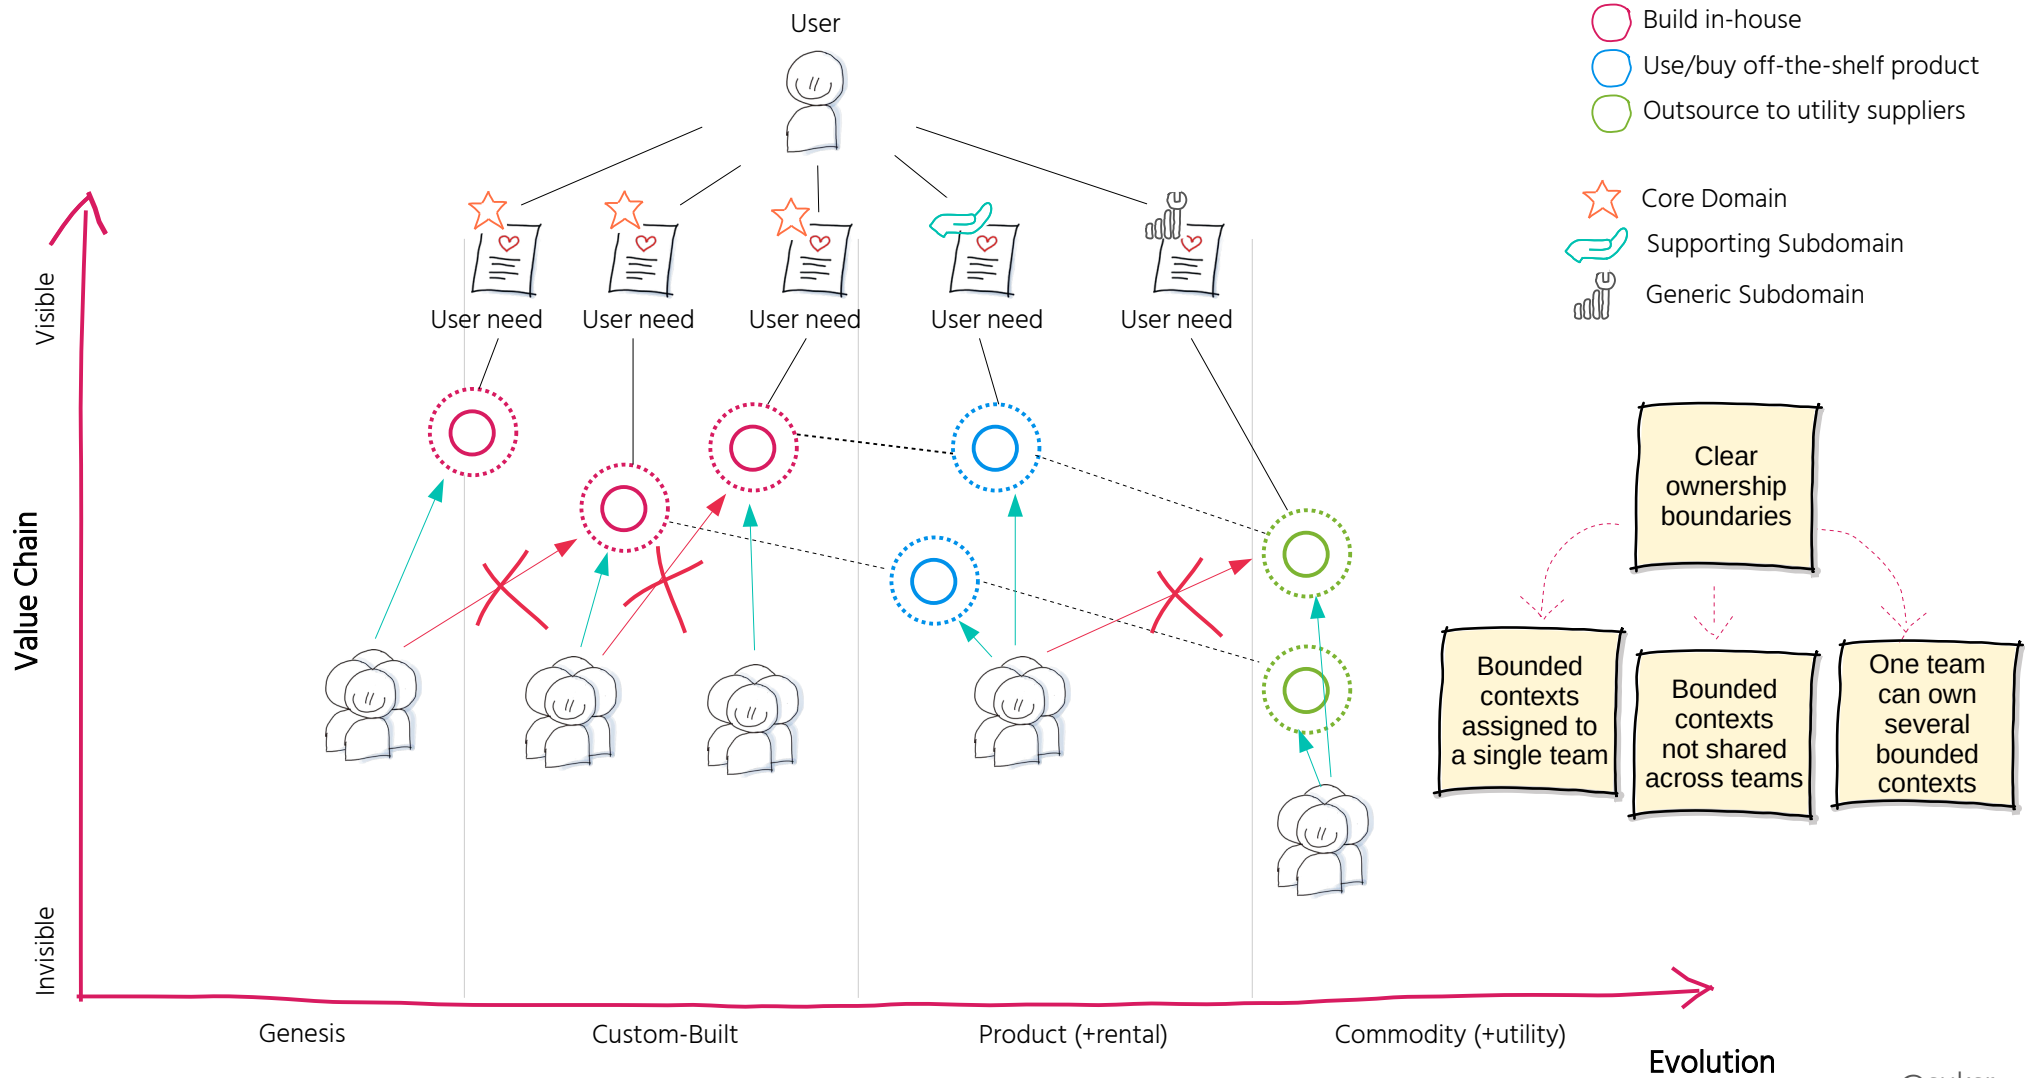 User
Build in-house
Use/buy off-the-shelf product
Outsource to utility suppliers
Core Domain
Supporting Subdomain
Generic Subdomain
User need
User need
User need
User need
User need
Visible
Value Chain
Invisible
Clear
ownership
boundaries
Bounded
contexts
assigned to
a single team
Bounded
contexts
not shared
across teams
One team
can own
several
bounded
contexts
Genesis
Custom-Built
Product (+rental)
Commodity (+utility)
Evolution